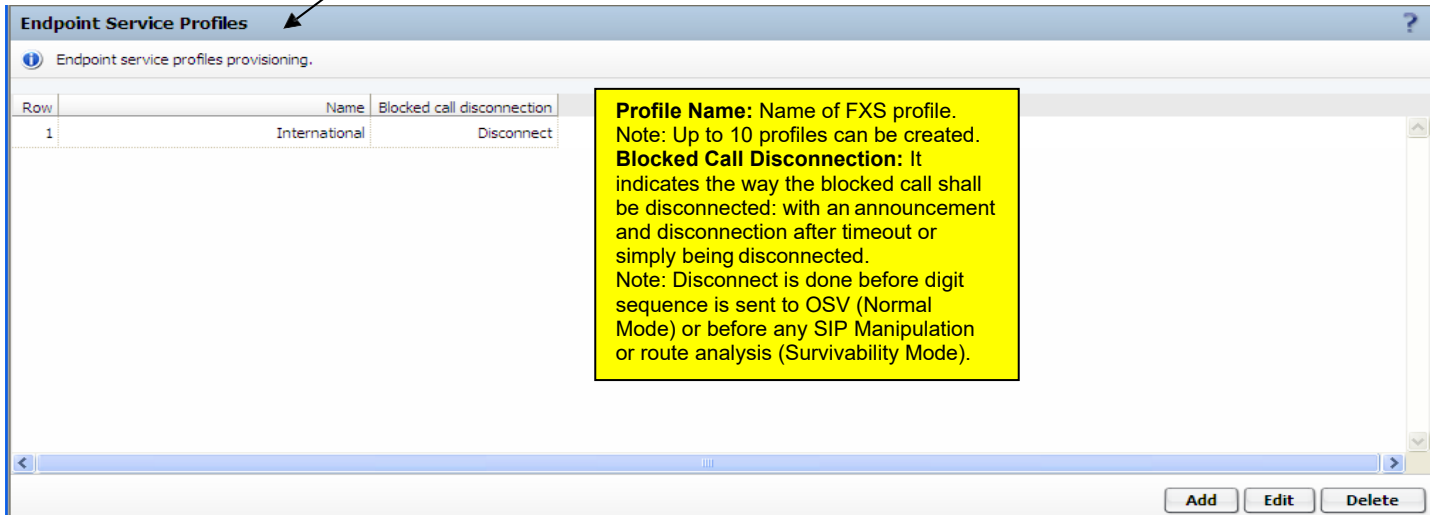 Endpoint Service Profiles ?
Endpoint service profiles provisioning.
Row Name Blocked call disconnection
1 International Disconnect
Profile Name: Name of FXS profile.
Note: Up to 10 profiles can be created.
Blocked Call Disconnection: It
indicates the way the blocked call shall
be disconnected: with an announcement
and disconnection after timeout or
simply being disconnected.
Note: Disconnect is done before digit
sequence is sent to OSV (Normal
Mode) or before any SIP Manipulation
or route analysis (Survivability Mode).
Add Edit Delete